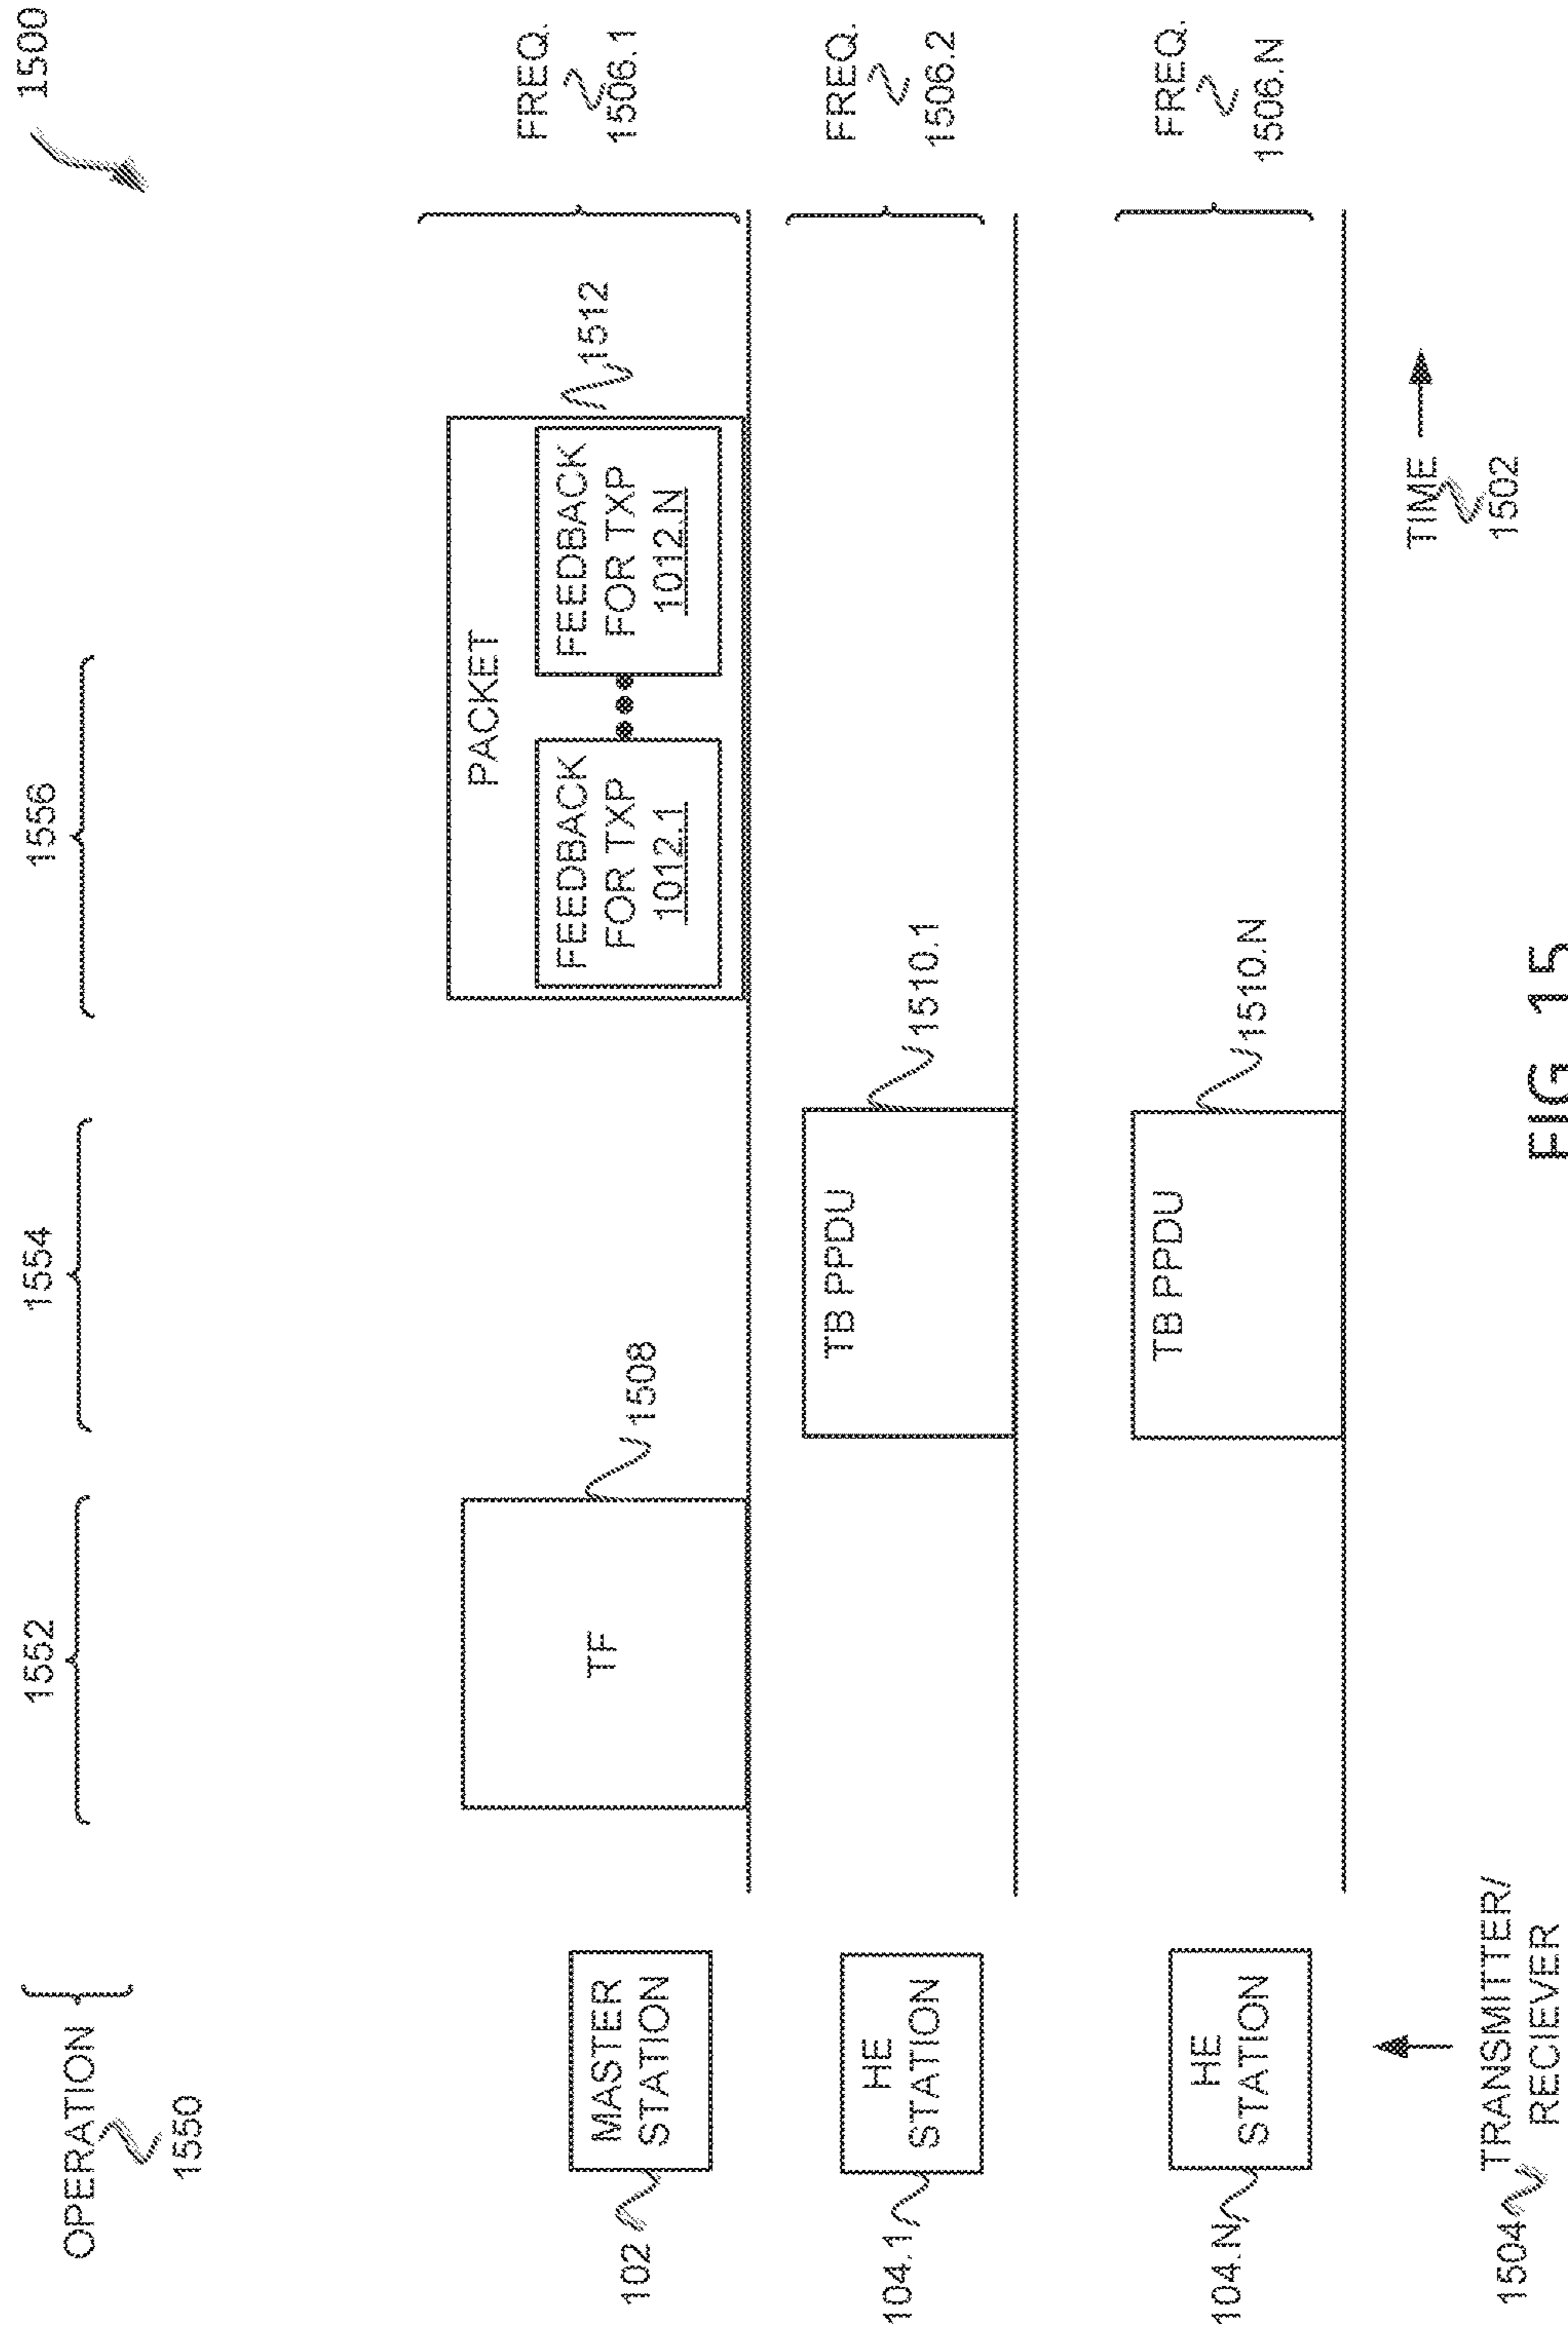 1500
OPERATION
1550
1552
1554
1556
MASTER
STATION
102
TF
1508
PACKET
FEEDBACK
FOR TXP
1012.1
FEEDBACK
FOR TXP
1012.N
1512
FREQ.
1506.1
HE
STATION
104.1
TB PPDU
1510.1
FREQ.
1506.2
HE
STATION
104.N
TB PPDU
1510.N
FREQ.
1506.N
TRANSMITTER/
RECIEVER
1504
TIME
1502
FIG. 15